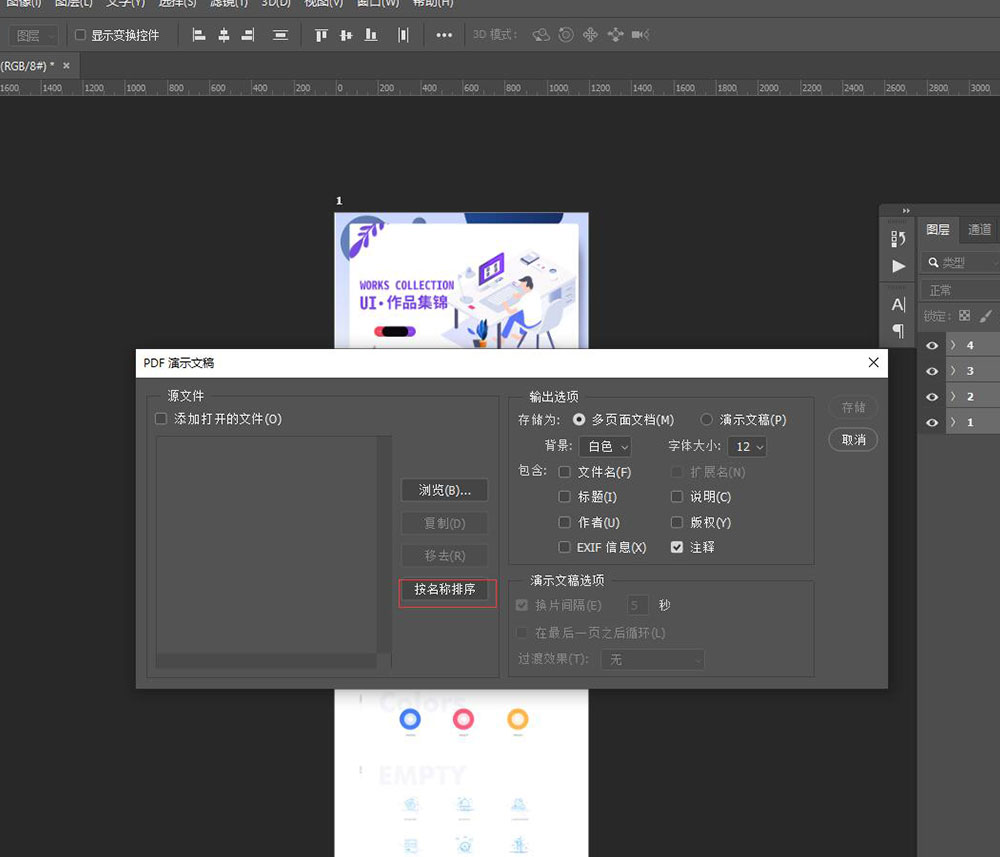 图像(I) 图层(L) 文字(Y) 选择(S) 滤镜(T) 3D(D) 视图(V) 窗口(W) 帮助(H)
图层 显示变换控件 3D 模式:
(RGB/8#) * ×
1600 1400 1200 1000 800 600 400 200 0 200 400 600 800 1000 1200 1400 1600 1800 2000 2200 2400 2600 2800 3000
1
WORKS COLLECTION
UI·作品集锦
PDF 演示文稿
源文件
添加打开的文件(O)
浏览(B)...
复制(D)
移去(R)
按名称排序
输出选项
存储为: 多页面文档(M) 演示文稿(P)
背景: 白色 字体大小: 12
包含: 文件名(F) 扩展名(N)
标题(I) 说明(C)
作者(U) 版权(Y)
EXIF 信息(X) 注释
演示文稿选项
换片间隔(E) 5 秒
在最后一页之后循环(L)
过渡效果(T): 无
存储
取消
图层 通道
类型
正常
锁定:
4
3
2
1
Colors
EMPTY